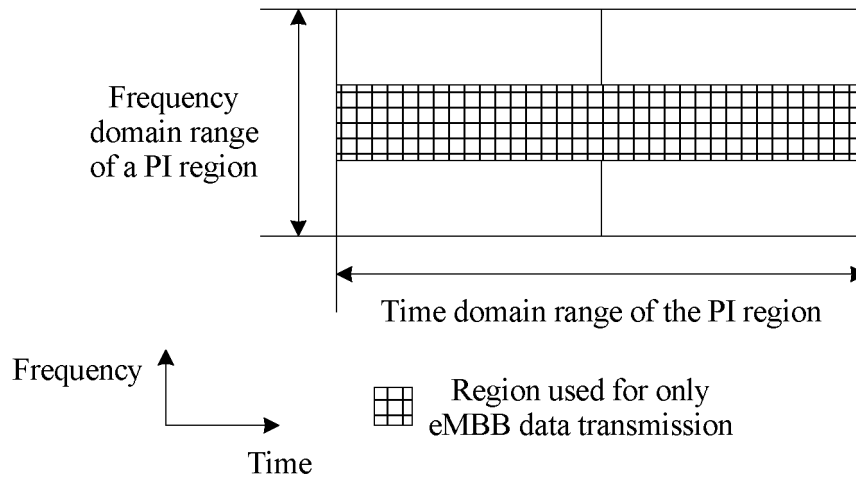 Frequency
domain range
of a PI region
Time domain range of the PI region
Frequency
Time
Region used for only
eMBB data transmission